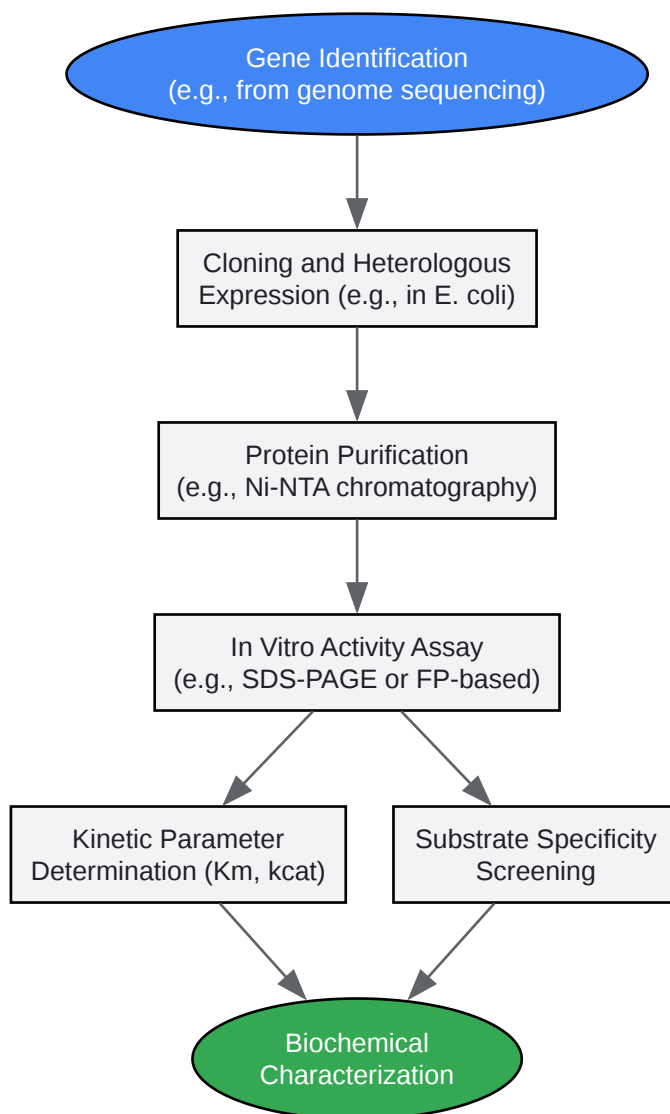 Gene Identification
(e.g., from genome sequencing)
Cloning and Heterologous
Expression (e.g., in E. coli)
Protein Purification
(e.g., Ni-NTA chromatography)
In Vitro Activity Assay
(e.g., SDS-PAGE or FP-based)
Kinetic Parameter
Determination (Km, kcat)
Substrate Specificity
Screening
Biochemical
Characterization